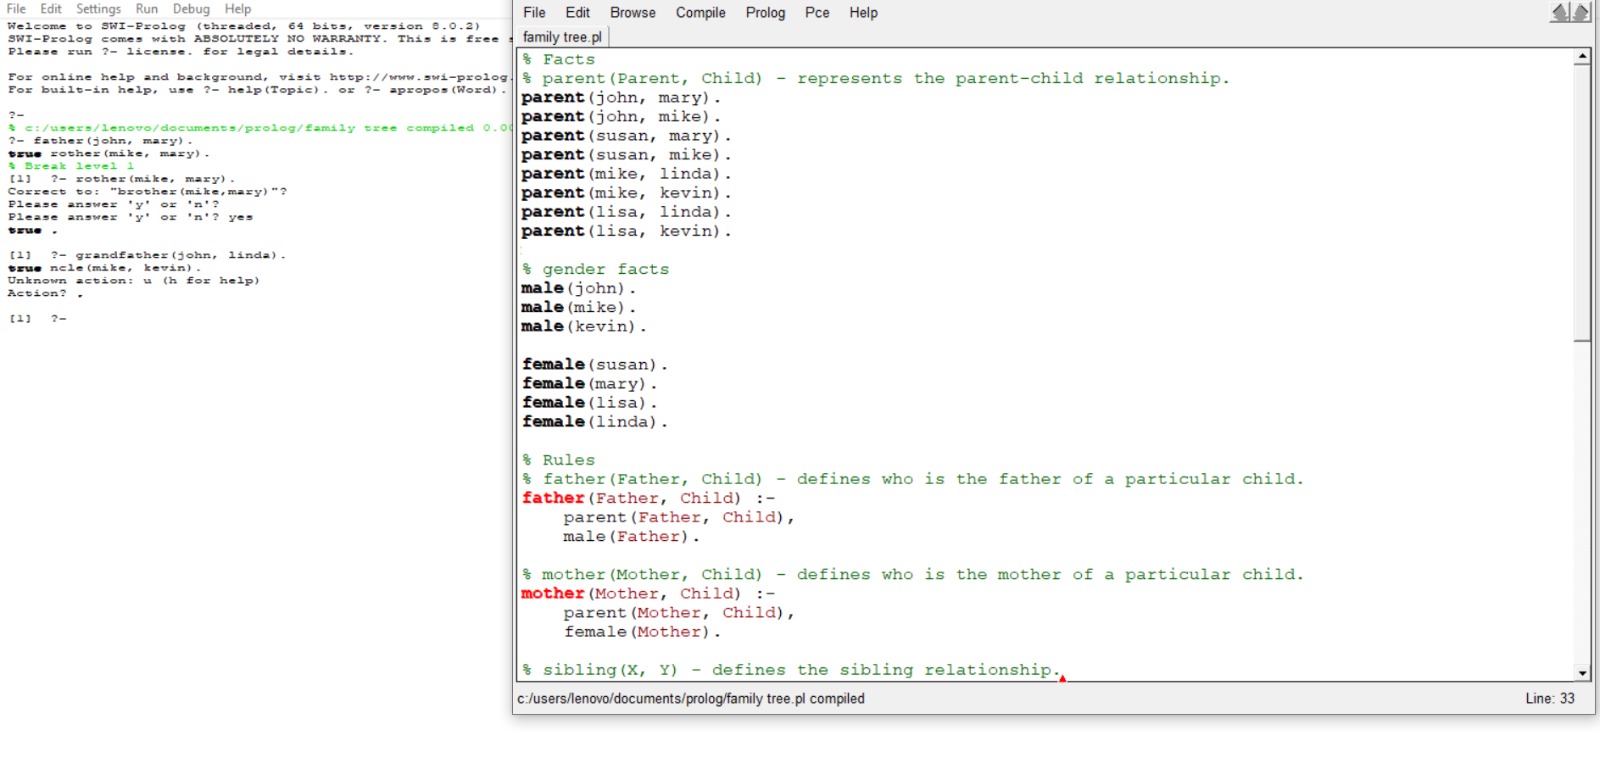 File Edit Settings Run Debug Help
Welcome to SWI-Prolog (threaded, 64 bits, version 8.0.2)
SWI-Prolog comes with ABSOLUTELY NO WARRANTY. This is free
Please run ?- license. for legal details.
For online help and background, visit http://www.swi-prolog.
For built-in help, use ?- help(Topic). or ?- apropos(Word).
?-
% c:/users/lenovo/documents/prolog/family tree compiled 0.00
?- father(john, mary).
true rother(mike, mary).
% Break level 1
[1] ?- rother(mike, mary).
Correct to: "brother(mike,mary)"?
Please answer 'y' or 'n'?
Please answer 'y' or 'n'? yes
true .
[1] ?- grandfather(john, linda).
true ncle(mike, kevin).
Unknown action: u (h for help)
Action? .
[1] ?-
File Edit Browse Compile Prolog Pce Help
family tree.pl
% Facts
% parent(Parent, Child) - represents the parent-child relationship.
parent(john, mary).
parent(john, mike).
parent(susan, mary).
parent(susan, mike).
parent(mike, linda).
parent(mike, kevin).
parent(lisa, linda).
parent(lisa, kevin).
% gender facts
male(john).
male(mike).
male(kevin).
female(susan).
female(mary).
female(lisa).
female(linda).
% Rules
% father(Father, Child) - defines who is the father of a particular child.
father(Father, Child) :-
parent(Father, Child),
male(Father).
% mother(Mother, Child) - defines who is the mother of a particular child.
mother(Mother, Child) :-
parent(Mother, Child),
female(Mother).
% sibling(X, Y) - defines the sibling relationship.
c:/users/lenovo/documents/prolog/family tree.pl compiled
Line: 33